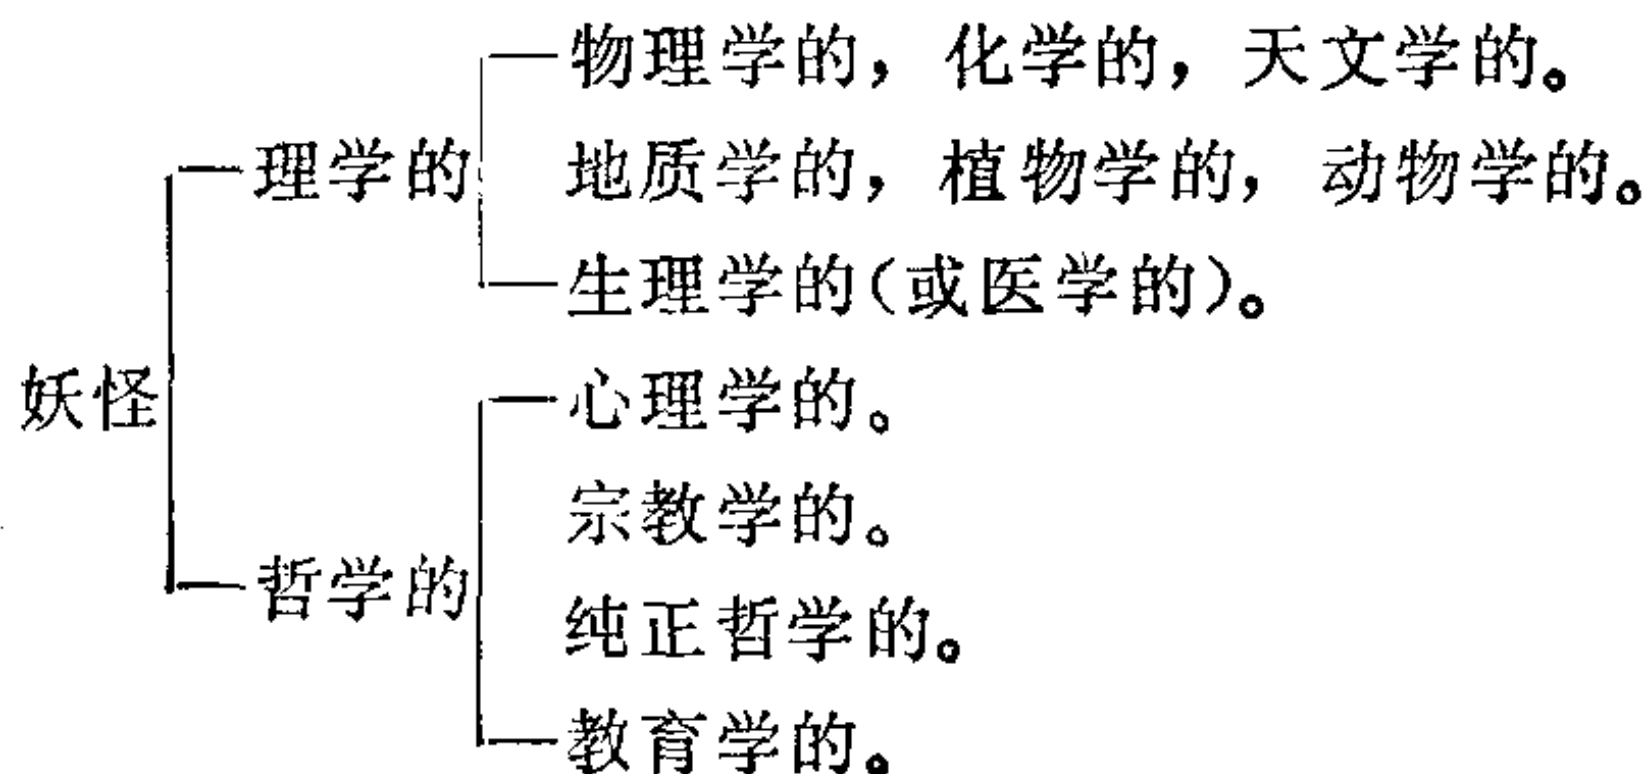 物理学的，化学的，天文学的。
理学的 地质学的，植物学的，动物学的。
生理学的（或医学的）。
妖怪 心理学的。
宗教学的。
哲学的 纯正哲学的。
教育学的。